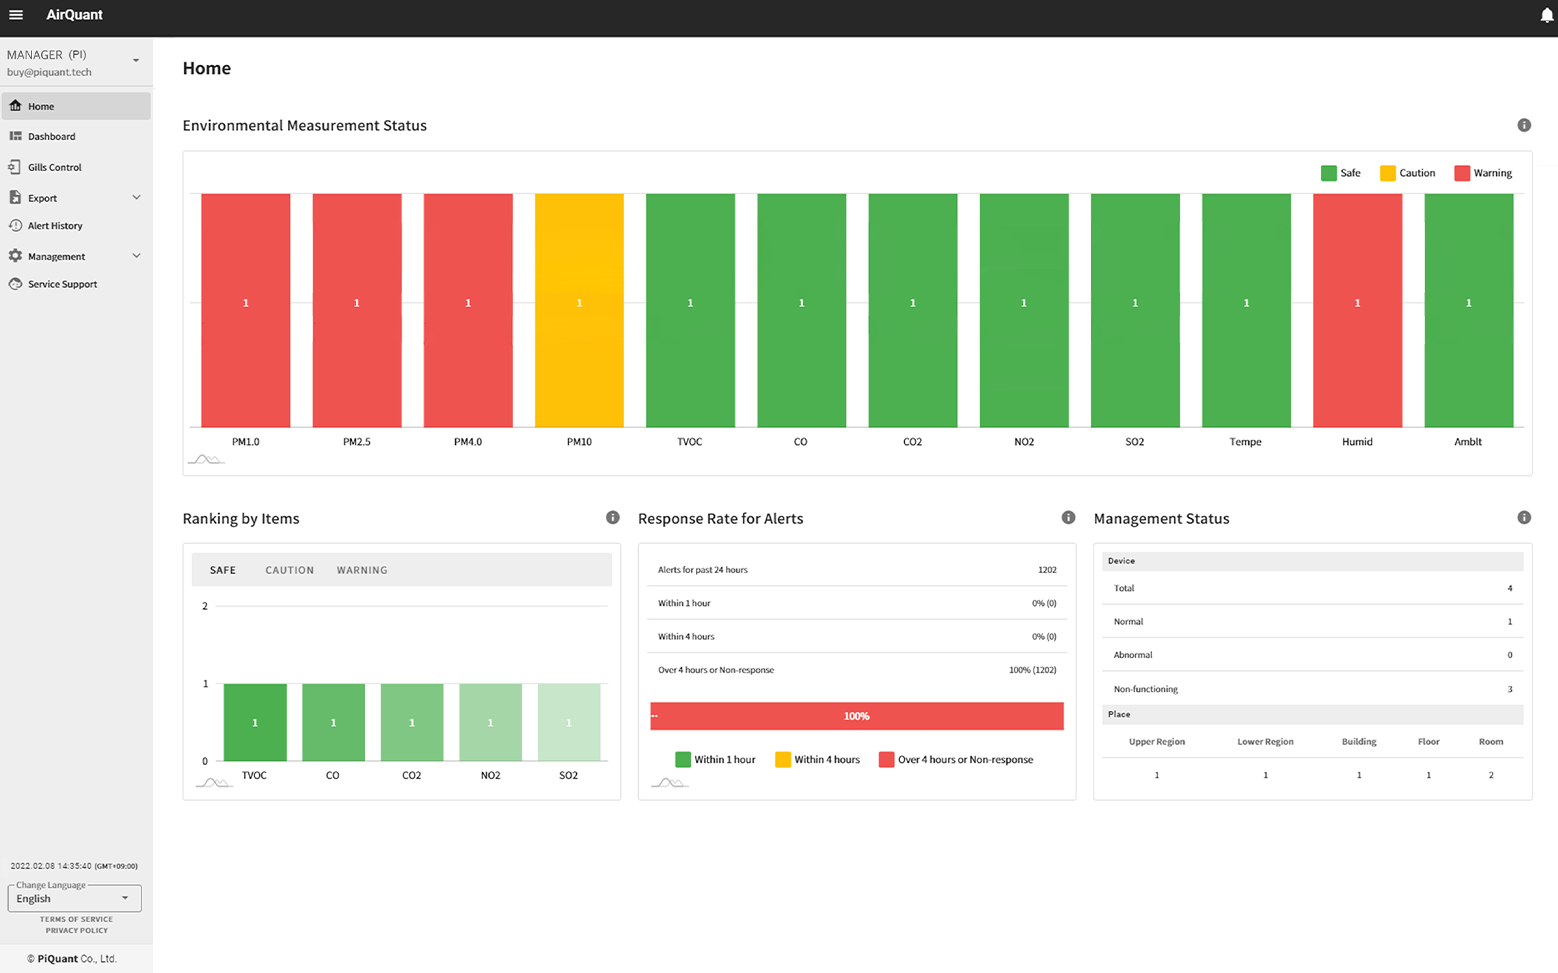 AirQuant
MANAGER (PI)
buy@piquant.tech
Home
Dashboard
Gills Control
Export
Alert History
Management
Service Support
2022.02.08 14:35:40 (GMT+09:00)
Change Language
English
TERMS OF SERVICE
PRIVACY POLICY
© PiQuant Co., Ltd.
Home
Environmental Measurement Status
Safe Caution Warning
1 1 1 1 1 1 1 1 1 1 1 1
PM1.0 PM2.5 PM4.0 PM10 TVOC CO CO2 NO2 SO2 Tempe Humid Amblt
Ranking by Items
SAFE CAUTION WARNING
2
1
1 1 1 1 1
0
TVOC CO CO2 NO2 SO2
Response Rate for Alerts
Alerts for past 24 hours 1202
Within 1 hour 0% (0)
Within 4 hours 0% (0)
Over 4 hours or Non-response 100% (1202)
100%
Within 1 hour Within 4 hours Over 4 hours or Non-response
Management Status
Device
Total 4
Normal 1
Abnormal 0
Non-functioning 3
Place
Upper Region Lower Region Building Floor Room
1 1 1 1 2